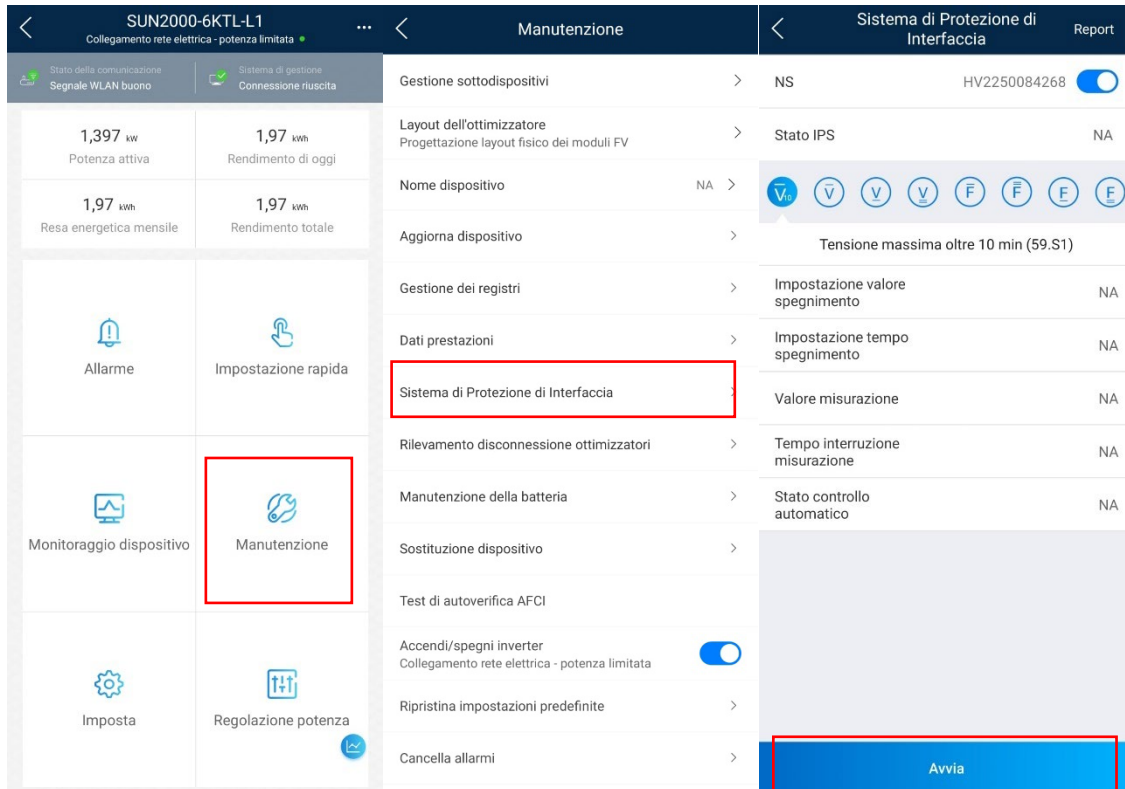 SUN2000-6KTL-L1
Collegamento rete elettrica - potenza limitata
Stato della comunicazione
Segnale WLAN buono
Sistema di gestione
Connessione riuscita
1,397 kW
Potenza attiva
1,97 kWh
Rendimento di oggi
1,97 kWh
Resa energetica mensile
1,97 kWh
Rendimento totale
Allarme
Impostazione rapida
Monitoraggio dispositivo
Manutenzione
Imposta
Regolazione potenza
Manutenzione
Gestione sottodispositivi
Layout dell'ottimizzatore
Progettazione layout fisico dei moduli FV
Nome dispositivo NA
Aggiorna dispositivo
Gestione dei registri
Dati prestazioni
Sistema di Protezione di Interfaccia
Rilevamento disconnessione ottimizzatori
Manutenzione della batteria
Sostituzione dispositivo
Test di autoverifica AFCI
Accendi/spegni inverter
Collegamento rete elettrica - potenza limitata
Ripristina impostazioni predefinite
Cancella allarmi
Sistema di Protezione di
Interfaccia
Report
NS HV2250084268
Stato IPS NA
V10 V V V F F F F
Tensione massima oltre 10 min (59.S1)
Impostazione valore
spegnimento NA
Impostazione tempo
spegnimento NA
Valore misurazione NA
Tempo interruzione
misurazione NA
Stato controllo
automatico NA
Avvia